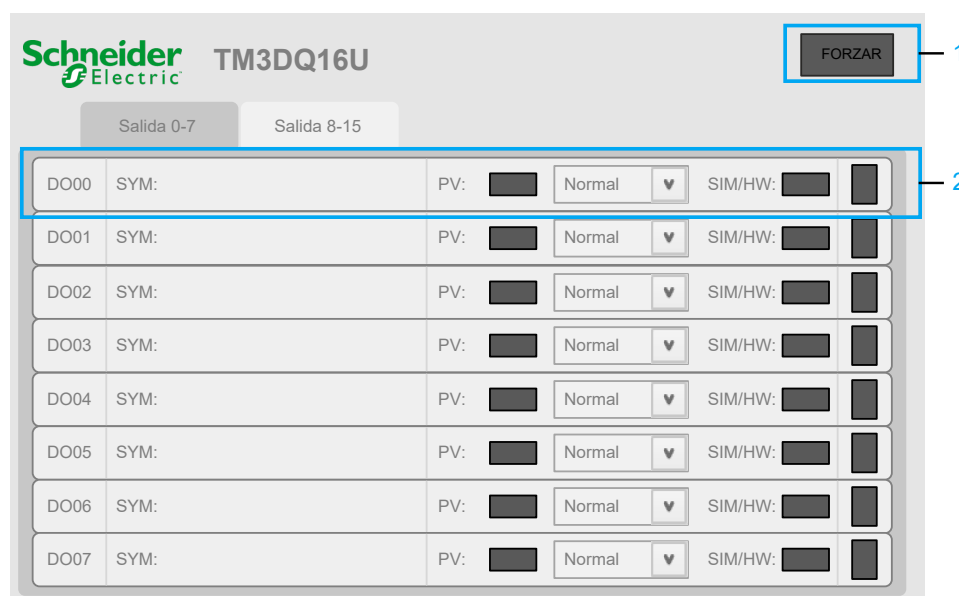 Schneider Electric TM3DQ16U FORZAR 1
Salida 0-7 Salida 8-15
DO00 SYM: PV: Normal SIM/HW: 2
DO01 SYM: PV: Normal SIM/HW:
DO02 SYM: PV: Normal SIM/HW:
DO03 SYM: PV: Normal SIM/HW:
DO04 SYM: PV: Normal SIM/HW:
DO05 SYM: PV: Normal SIM/HW:
DO06 SYM: PV: Normal SIM/HW:
DO07 SYM: PV: Normal SIM/HW: